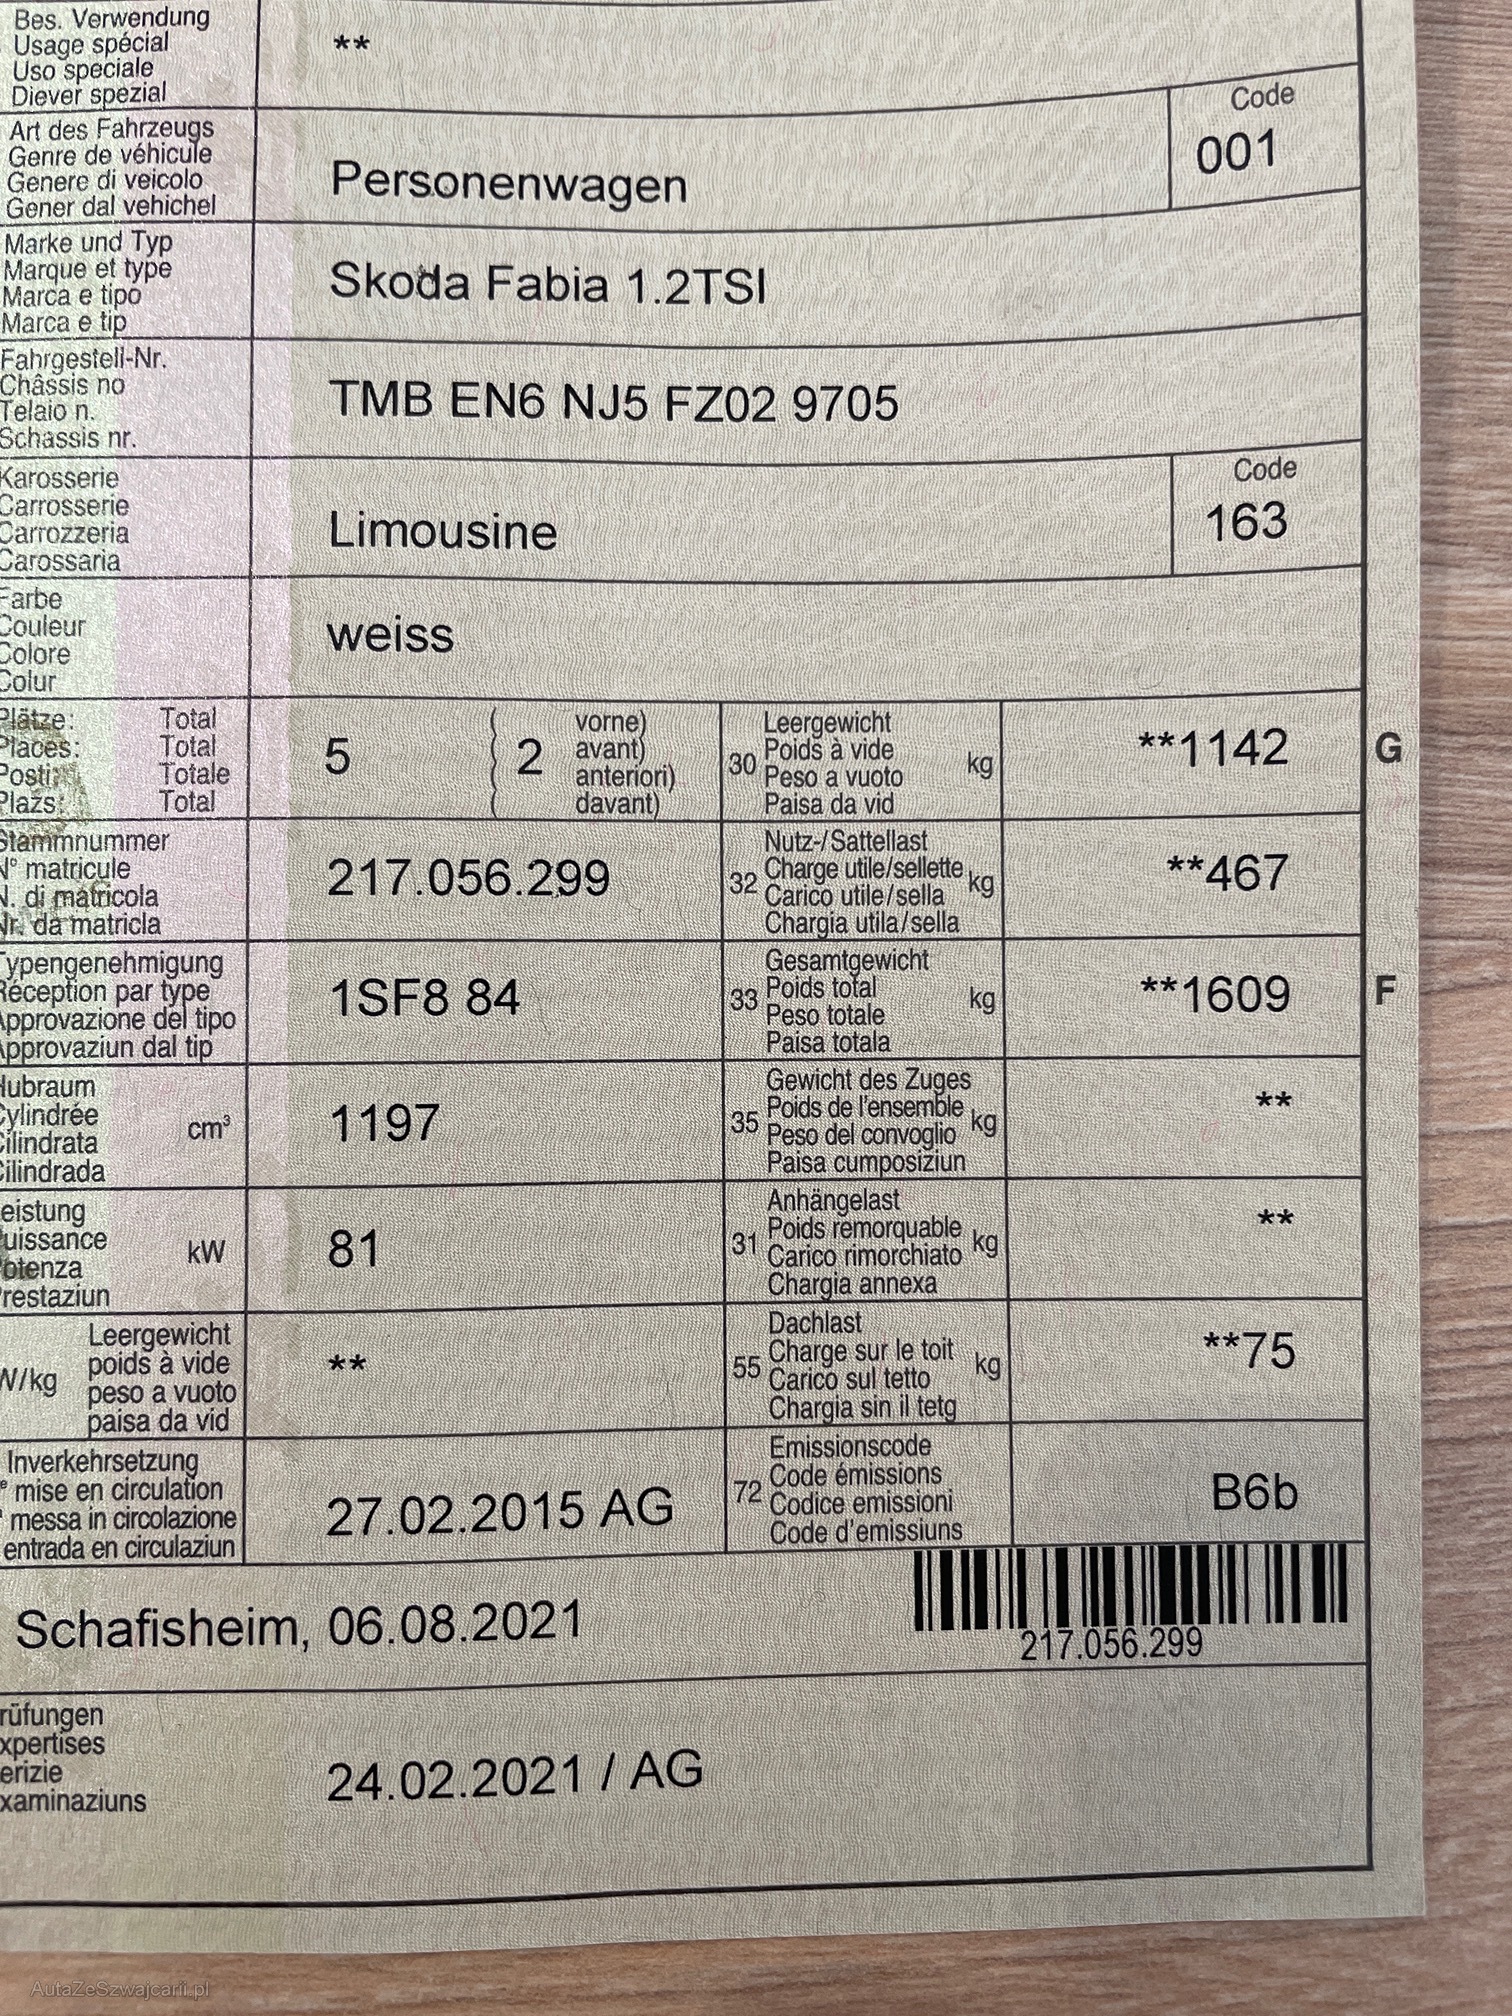 Bes. Verwendung
Usage spécial
Uso speciale
Diever spezial
**
Art des Fahrzeugs
Genre de véhicule
Genere di veicolo
Gener dal vehichel
Personenwagen
Code
001
Marke und Typ
Marque et type
Marca e tipo
Marca e tip
Skoda Fabia 1.2TSI
Fahrgestell-Nr.
Châssis no
Telaio n.
Schassis nr.
TMB EN6 NJ5 FZ02 9705
Karosserie
Carrosserie
Carrozzeria
Carossaria
Limousine
Code
163
Farbe
Couleur
Colore
Colur
weiss
Plätze: Total
Places: Total
Posti: Totale
Plazs: Total
5
( 2 vorne)
avant)
anteriori)
( davant)
30 Leergewicht
Poids à vide
Peso a vuoto
Paisa da vid
kg
**1142
G
Stammnummer
N° matricule
N. di matricola
Nr. da matricla
217.056.299
32 Nutz-/Sattellast
Charge utile/sellette
Carico utile/sella
Chargia utila/sella
kg
**467
Typengenehmigung
Réception par type
Approvazione del tipo
Approvaziun dal tip
1SF8 84
33 Gesamtgewicht
Poids total
Peso totale
Paisa totala
kg
**1609
F
Hubraum
Cylindrée
Cilindrata
Cilindrada
cm³
1197
35 Gewicht des Zuges
Poids de l'ensemble
Peso del convoglio
Paisa cumposiziun
kg
**
eistung
uissance
otenza
restaziun
kW
81
31 Anhängelast
Poids remorquable
Carico rimorchiato
Chargia annexa
kg
**
W/kg
Leergewicht
poids à vide
peso a vuoto
paisa da vid
**
55 Dachlast
Charge sur le toit
Carico sul tetto
Chargia sin il tetg
kg
**75
Inverkehrsetzung
e mise en circulation
messa in circolazione
entrada en circulaziun
27.02.2015 AG
72 Emissionscode
Code émissions
Codice emissioni
Code d'emissiuns
B6b
Schafisheim, 06.08.2021
217.056.299
rüfungen
xpertises
erizie
xaminaziuns
24.02.2021 / AG
AutaZeSzwajcarii.pl